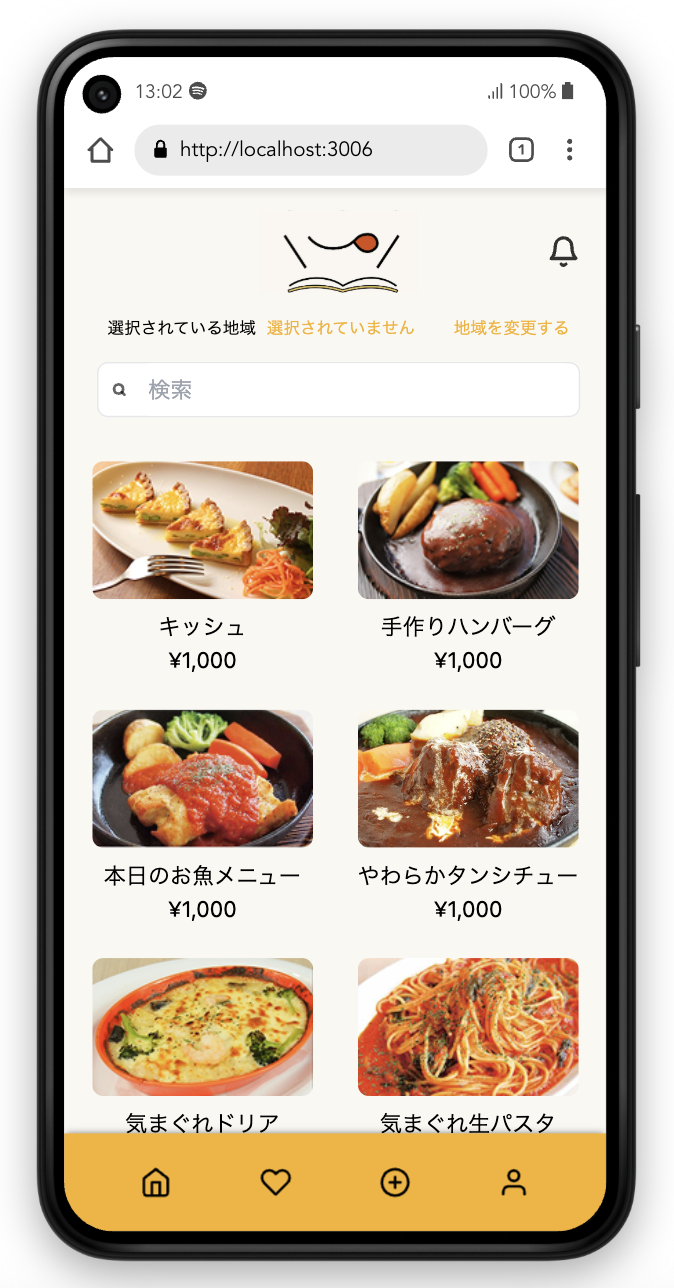 13:02 100%
http://localhost:3006 1
選択されている地域 選択されていません 地域を変更する
検索
キッシュ 手作りハンバーグ
¥1,000 ¥1,000
本日のお魚メニュー やわらかタンシチュー
¥1,000 ¥1,000
気まぐれドリア 気まぐれ生パスタ